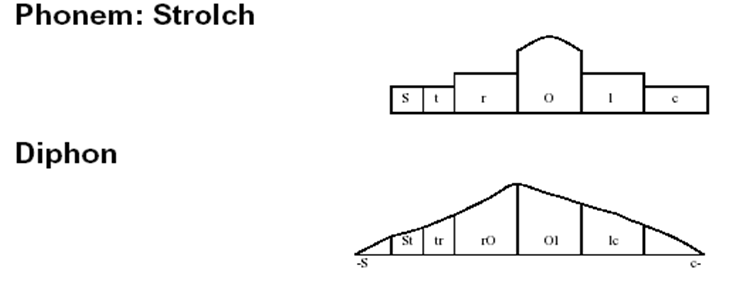 Phonem: Strolch
S t r O l c
Diphon
St tr rO Ol lc
-S c-